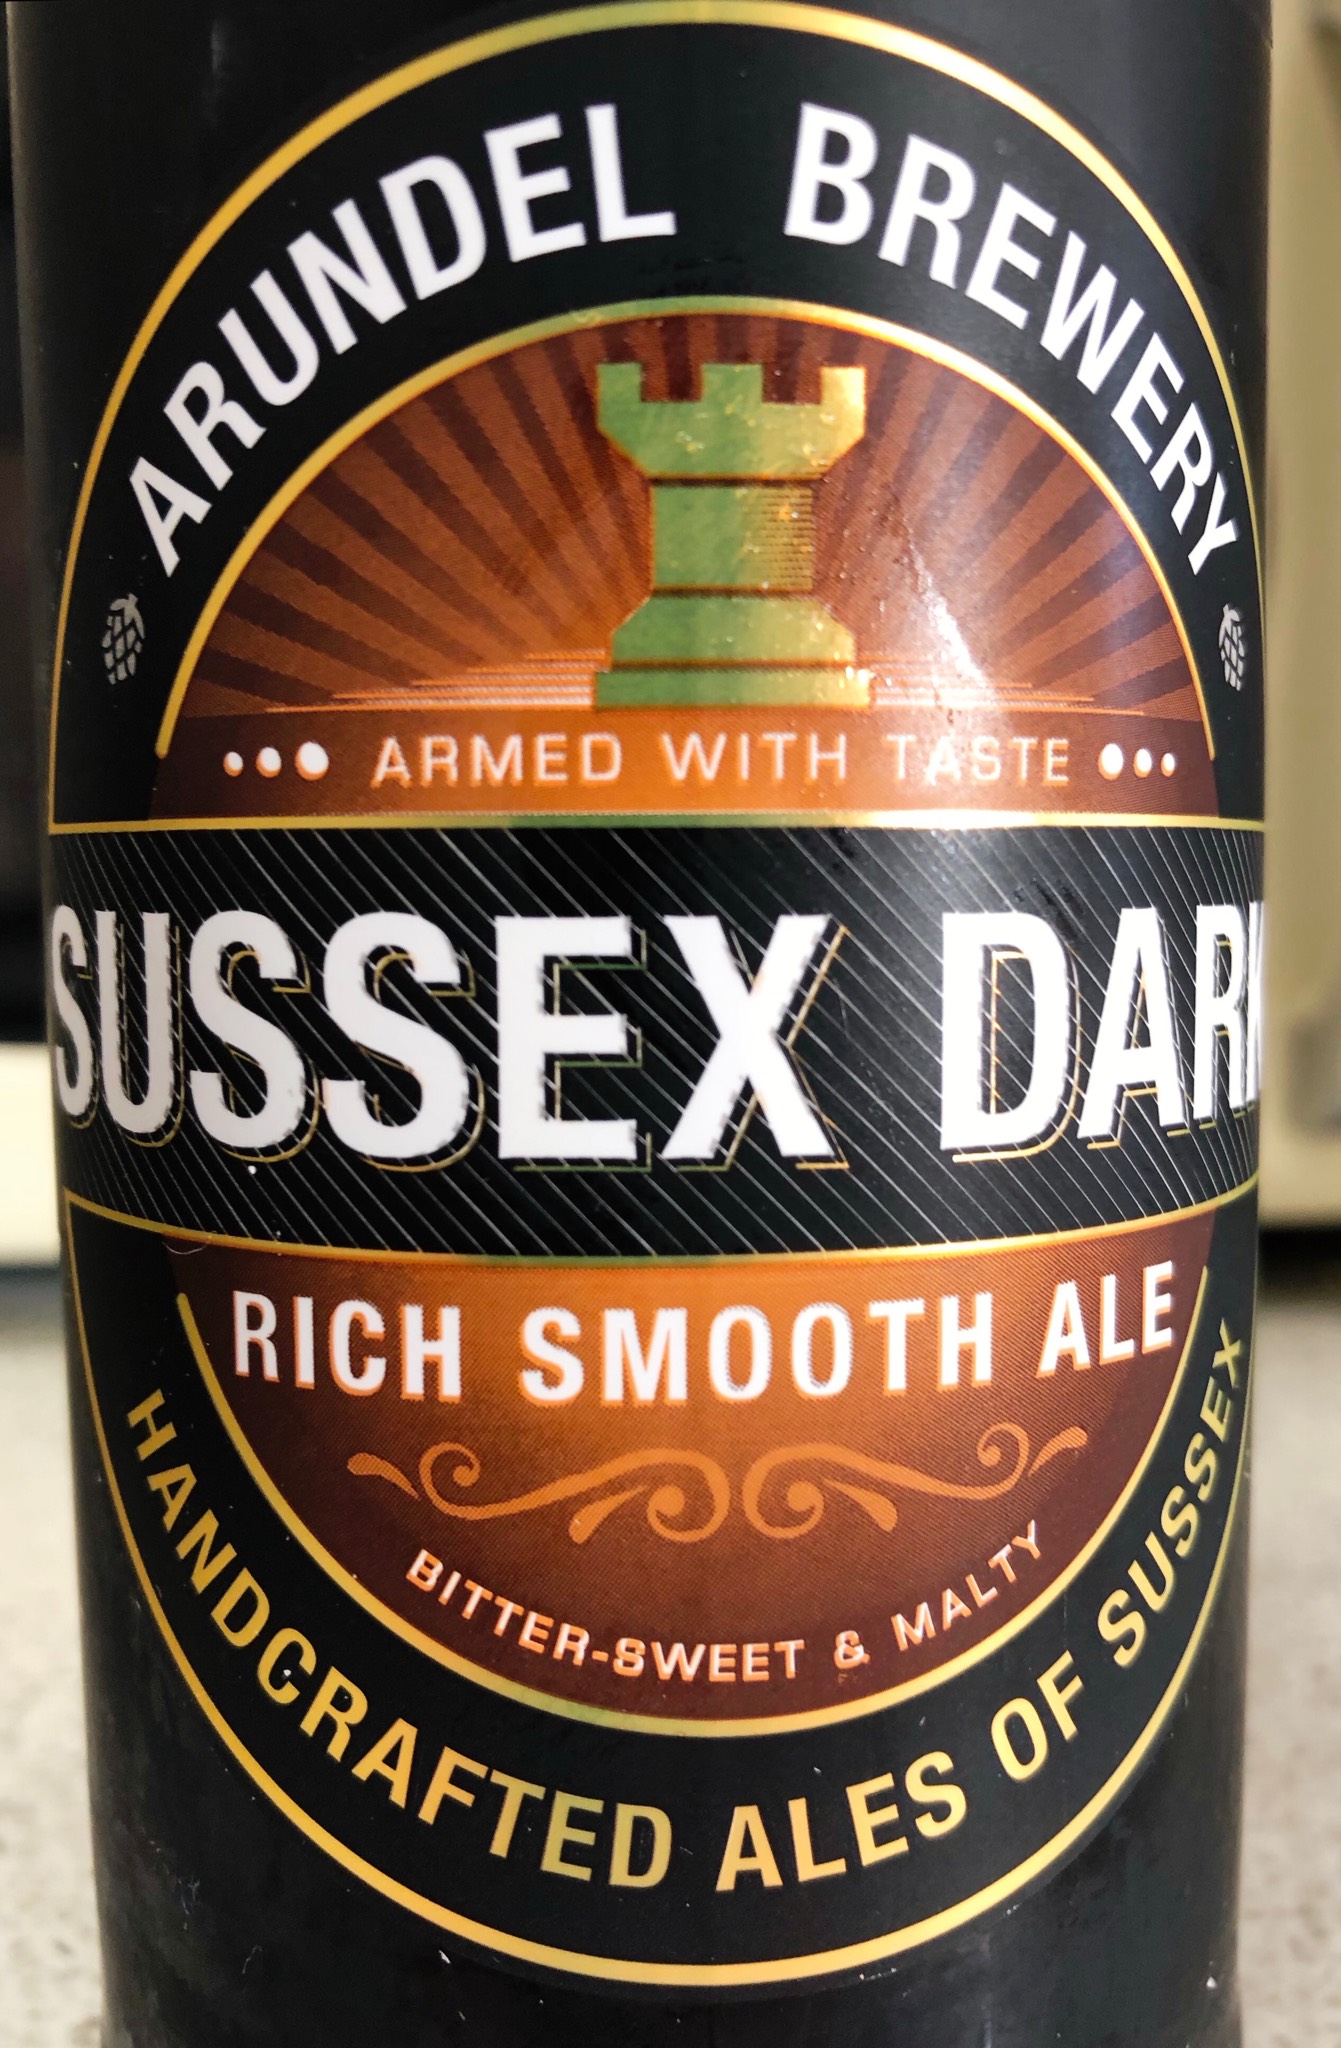 ARUNDEL BREWERY
ARMED WITH TASTE
SUSSEX DARK
RICH SMOOTH ALE
BITTER-SWEET & MALTY
HANDCRAFTED ALES OF SUSSEX